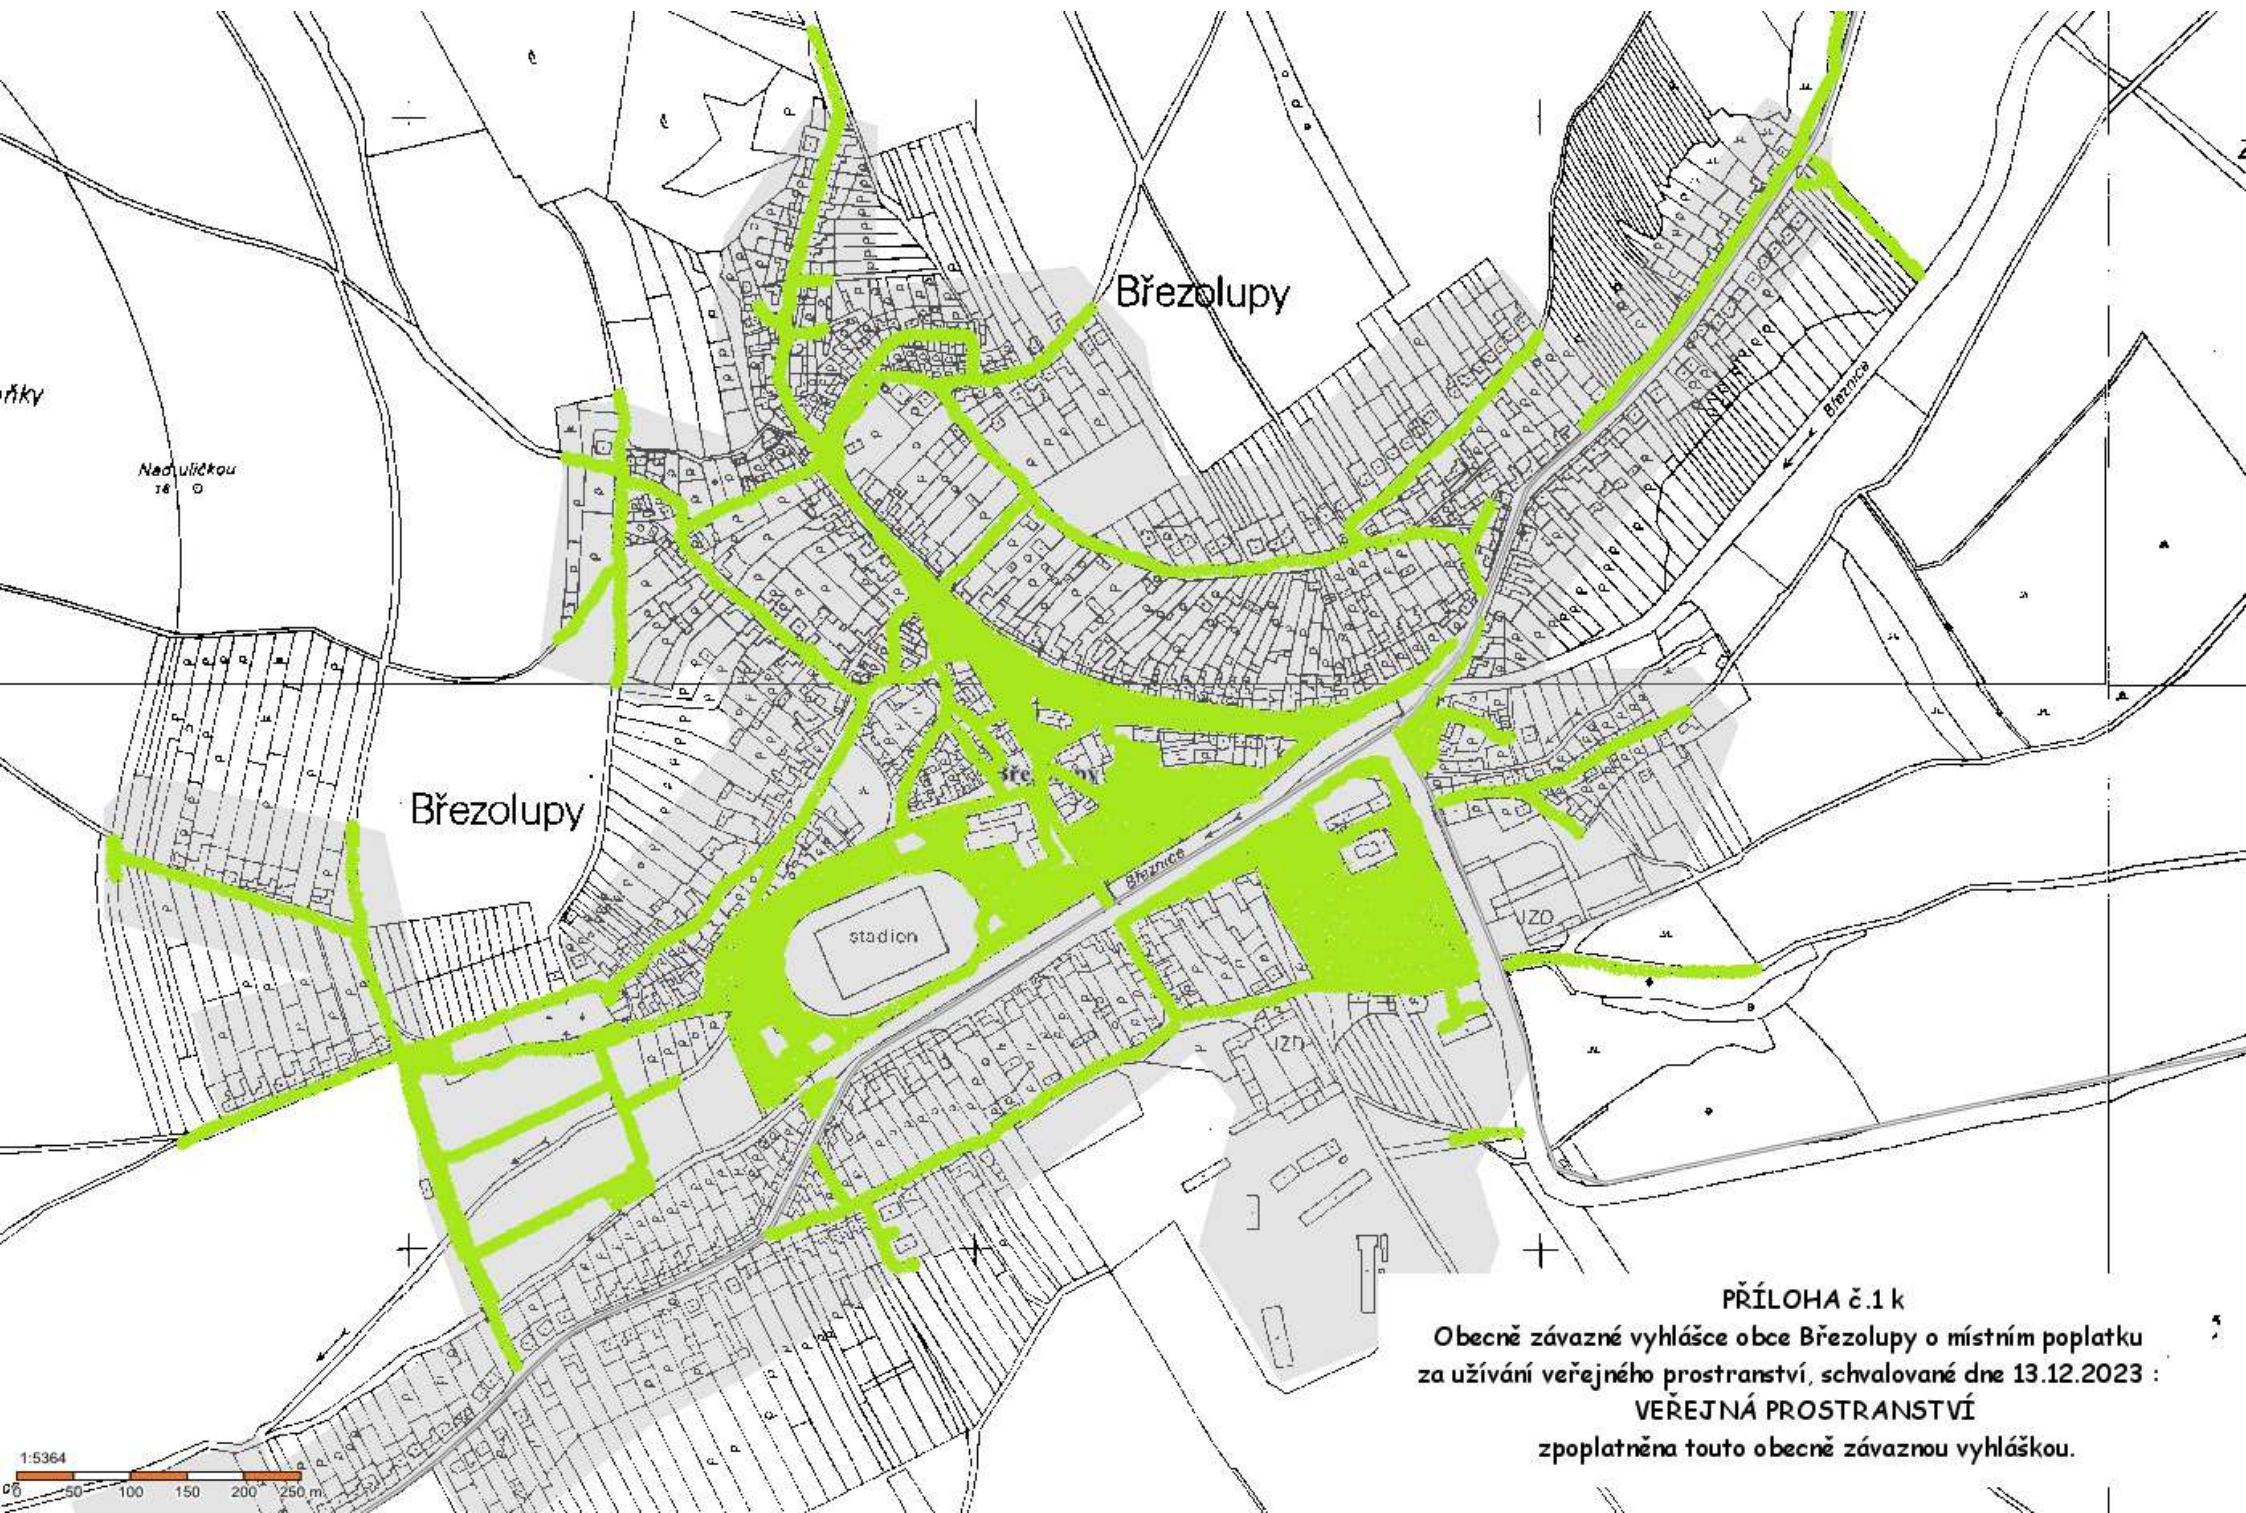 Březolupy
Březnice
Nad uličkou
Březolupy
Březnice
stadion
JZD
JZD
PŘÍLOHA č.1 k
Obecně závazné vyhlášce obce Březolupy o místním poplatku
za užívání veřejného prostranství, schvalované dne 13.12.2023 :
VEŘEJNÁ PROSTRANSTVÍ
zpoplatněna touto obecně závaznou vyhláškou.
1:5364
0 50 100 150 200 250 m